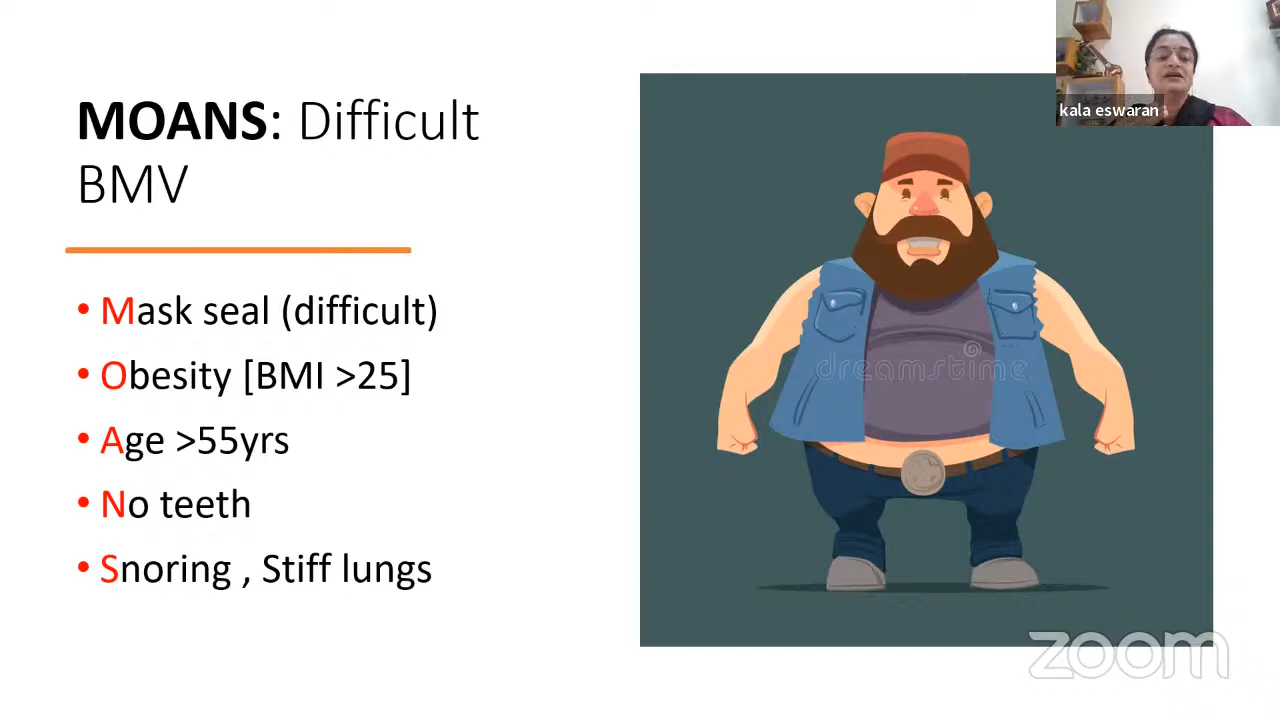 MOANS: Difficult
BMV
• Mask seal (difficult)
• Obesity [BMI >25]
• Age >55yrs
• No teeth
• Snoring , Stiff lungs
dreamstime
kala eswaran
zoom